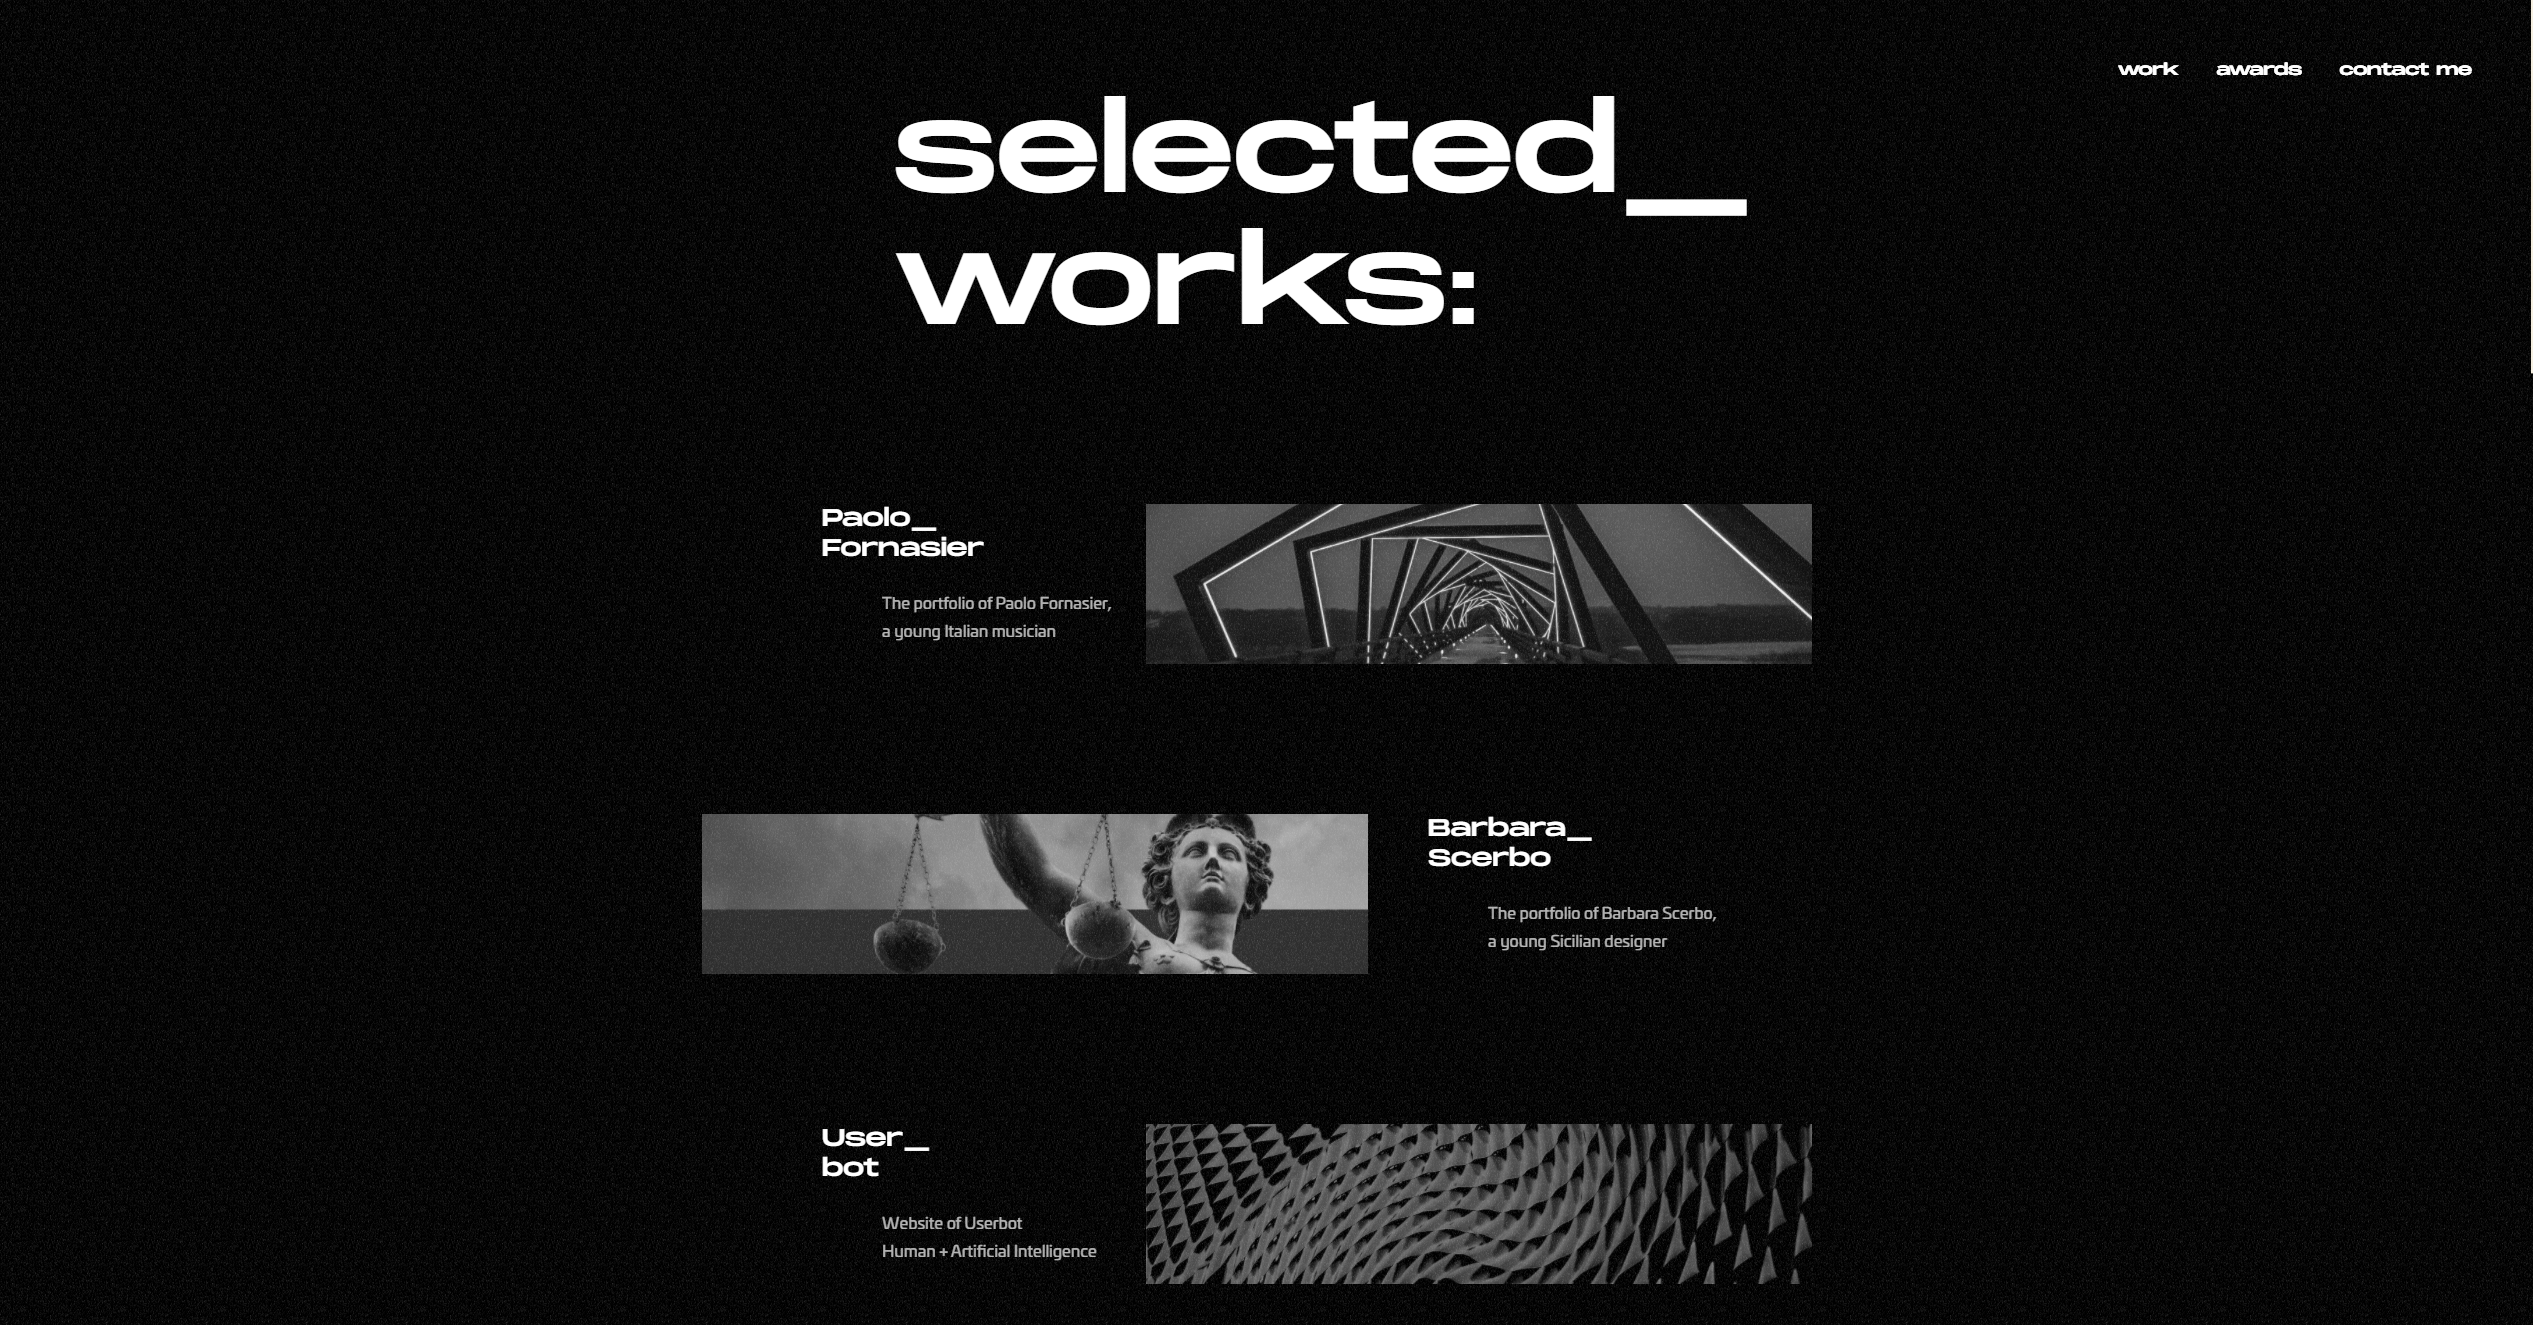 work awards contact me
selected_
works:
Paolo_
Fornasier
The portfolio of Paolo Fornasier,
a young Italian musician
Barbara_
Scerbo
The portfolio of Barbara Scerbo,
a young Sicilian designer
User_
bot
Website of Userbot
Human + Artificial Intelligence